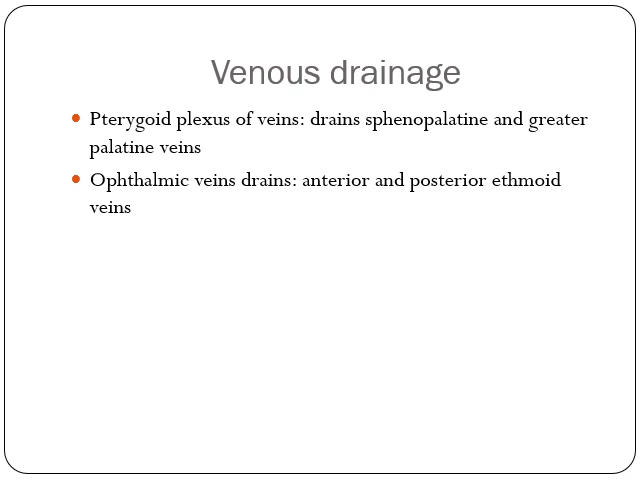 Venous drainage
Pterygoid plexus of veins: drains sphenopalatine and greater
palatine veins
Ophthalmic veins drains: anterior and posterior ethmoid
veins